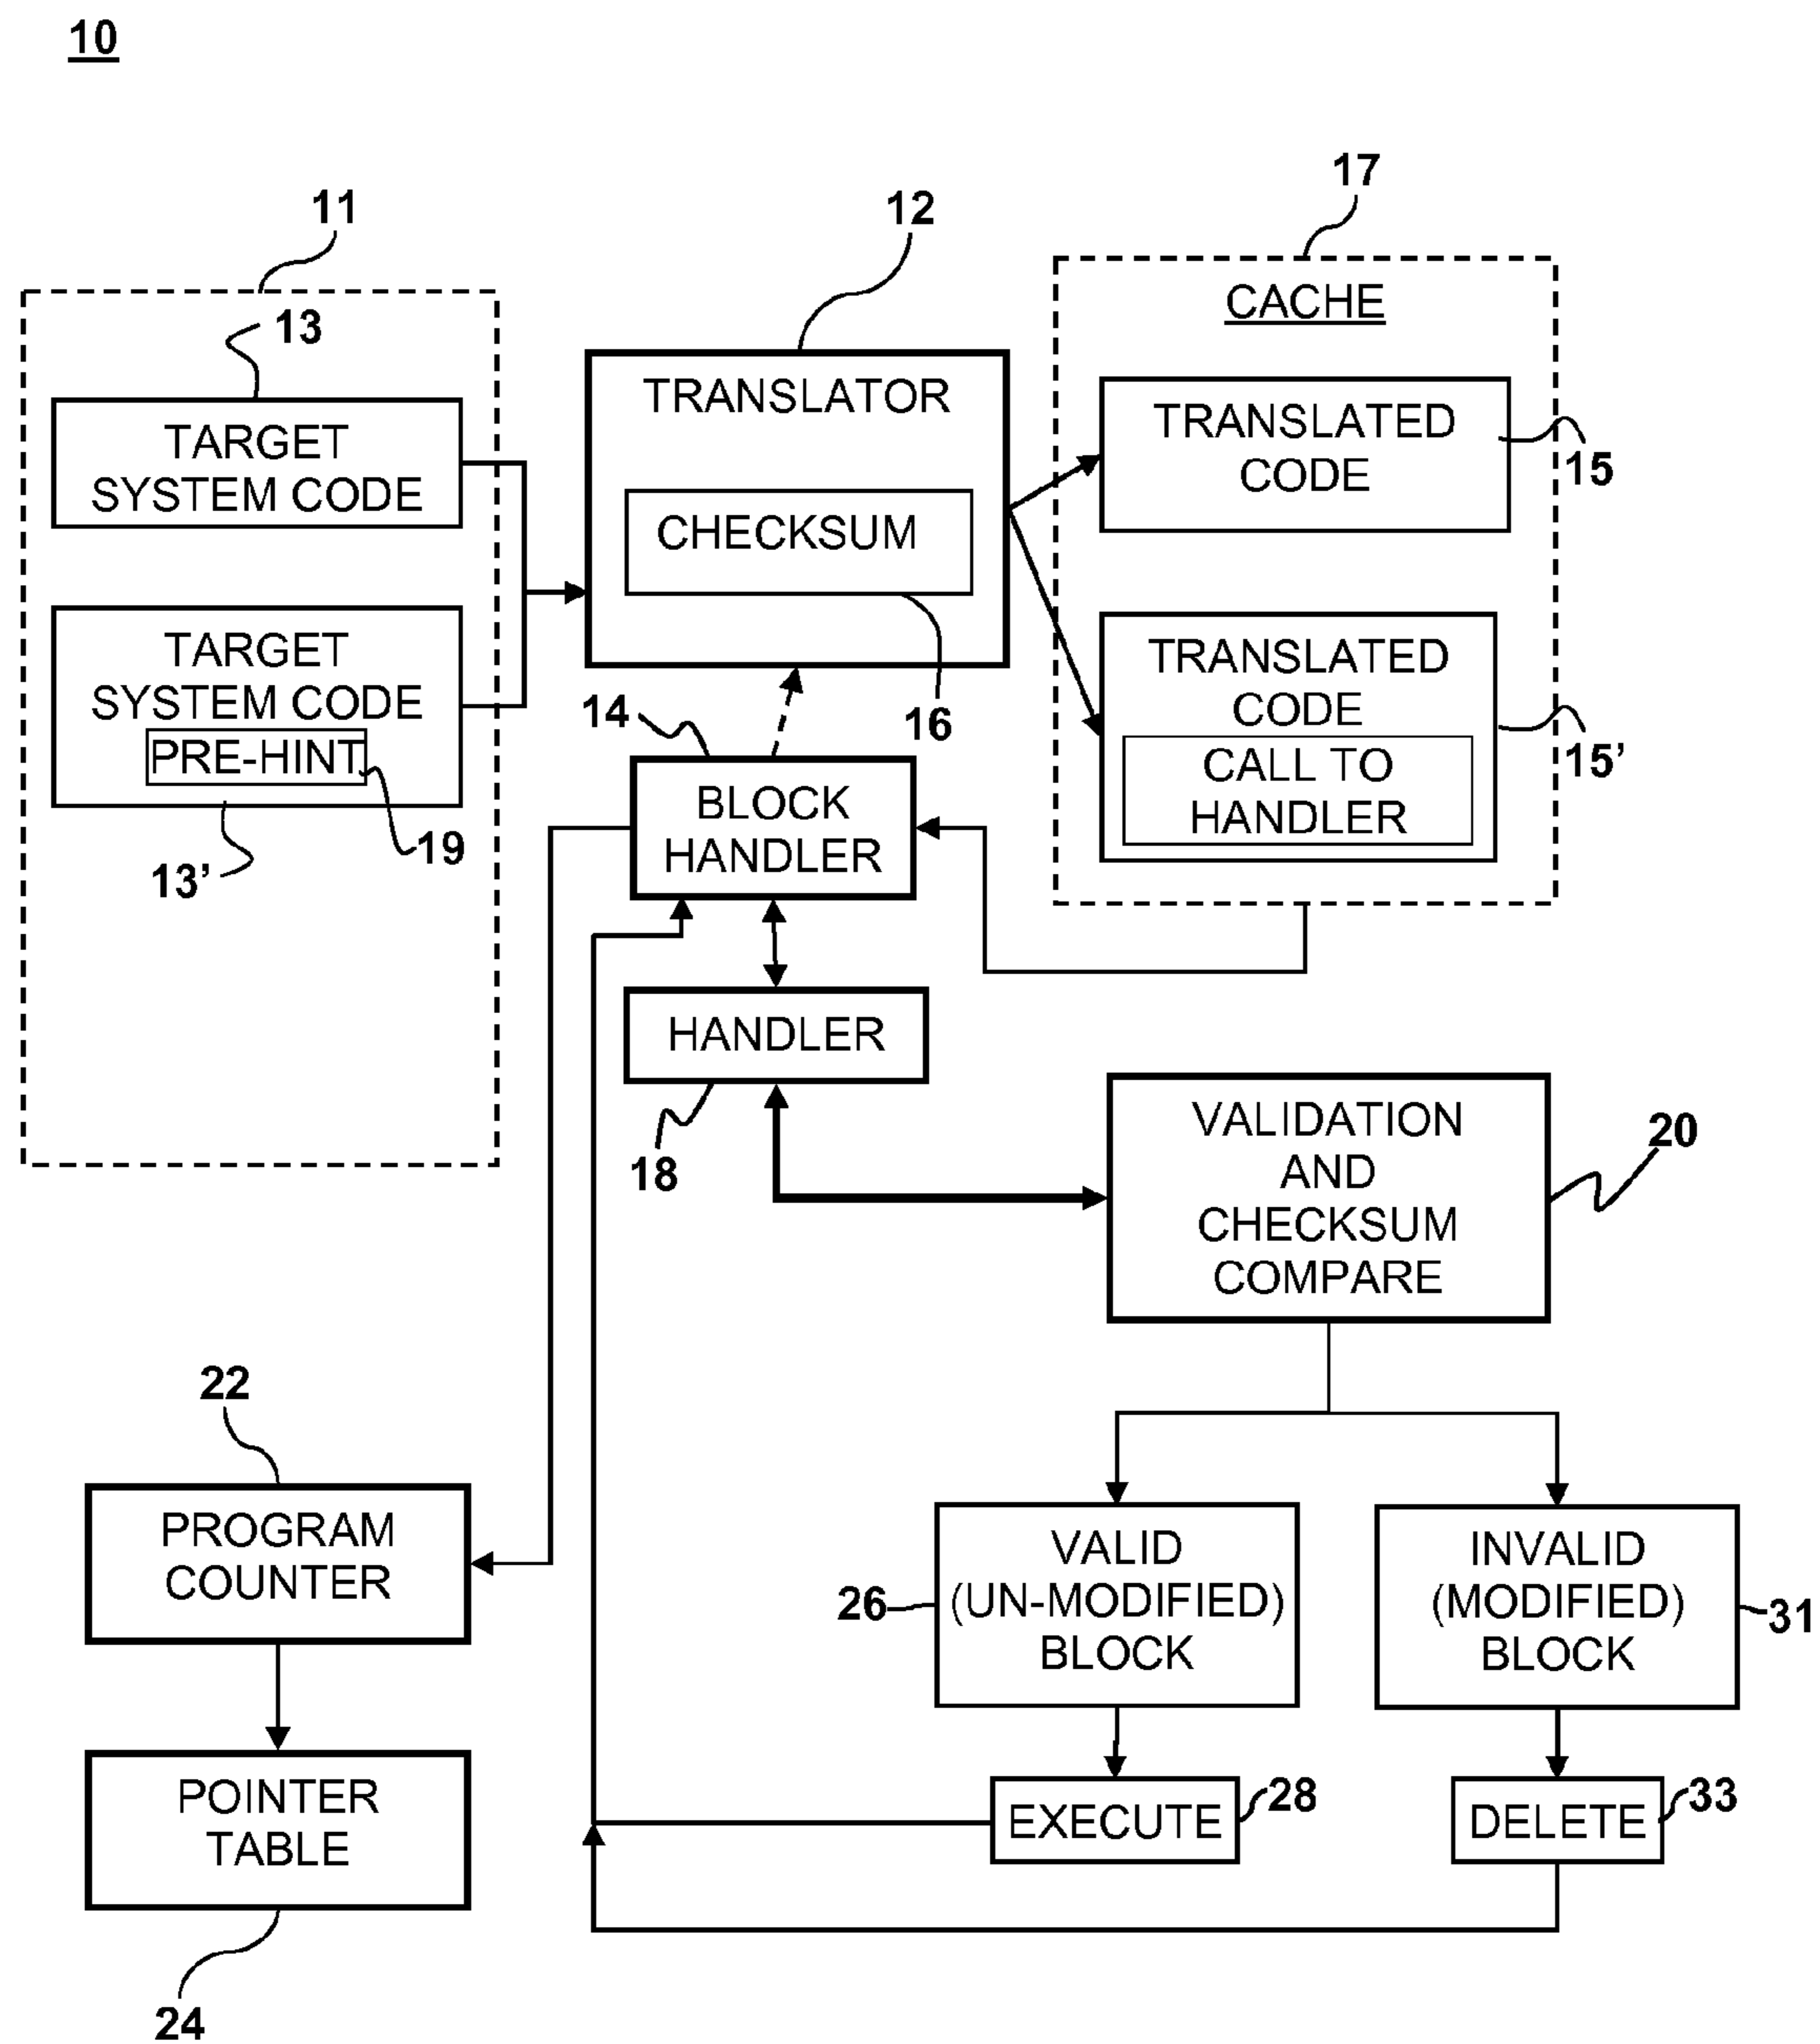 10
11
12
17
13
CACHE
TARGET
SYSTEM CODE
TRANSLATOR
CHECKSUM
TRANSLATED
CODE
15
TARGET
SYSTEM CODE
PRE-HINT
19
13’
14
16
TRANSLATED
CODE
CALL TO
HANDLER
15’
BLOCK
HANDLER
HANDLER
18
VALIDATION
AND
CHECKSUM
COMPARE
20
22
PROGRAM
COUNTER
26
VALID
(UN-MODIFIED)
BLOCK
INVALID
(MODIFIED)
BLOCK
31
POINTER
TABLE
24
EXECUTE
28
DELETE
33